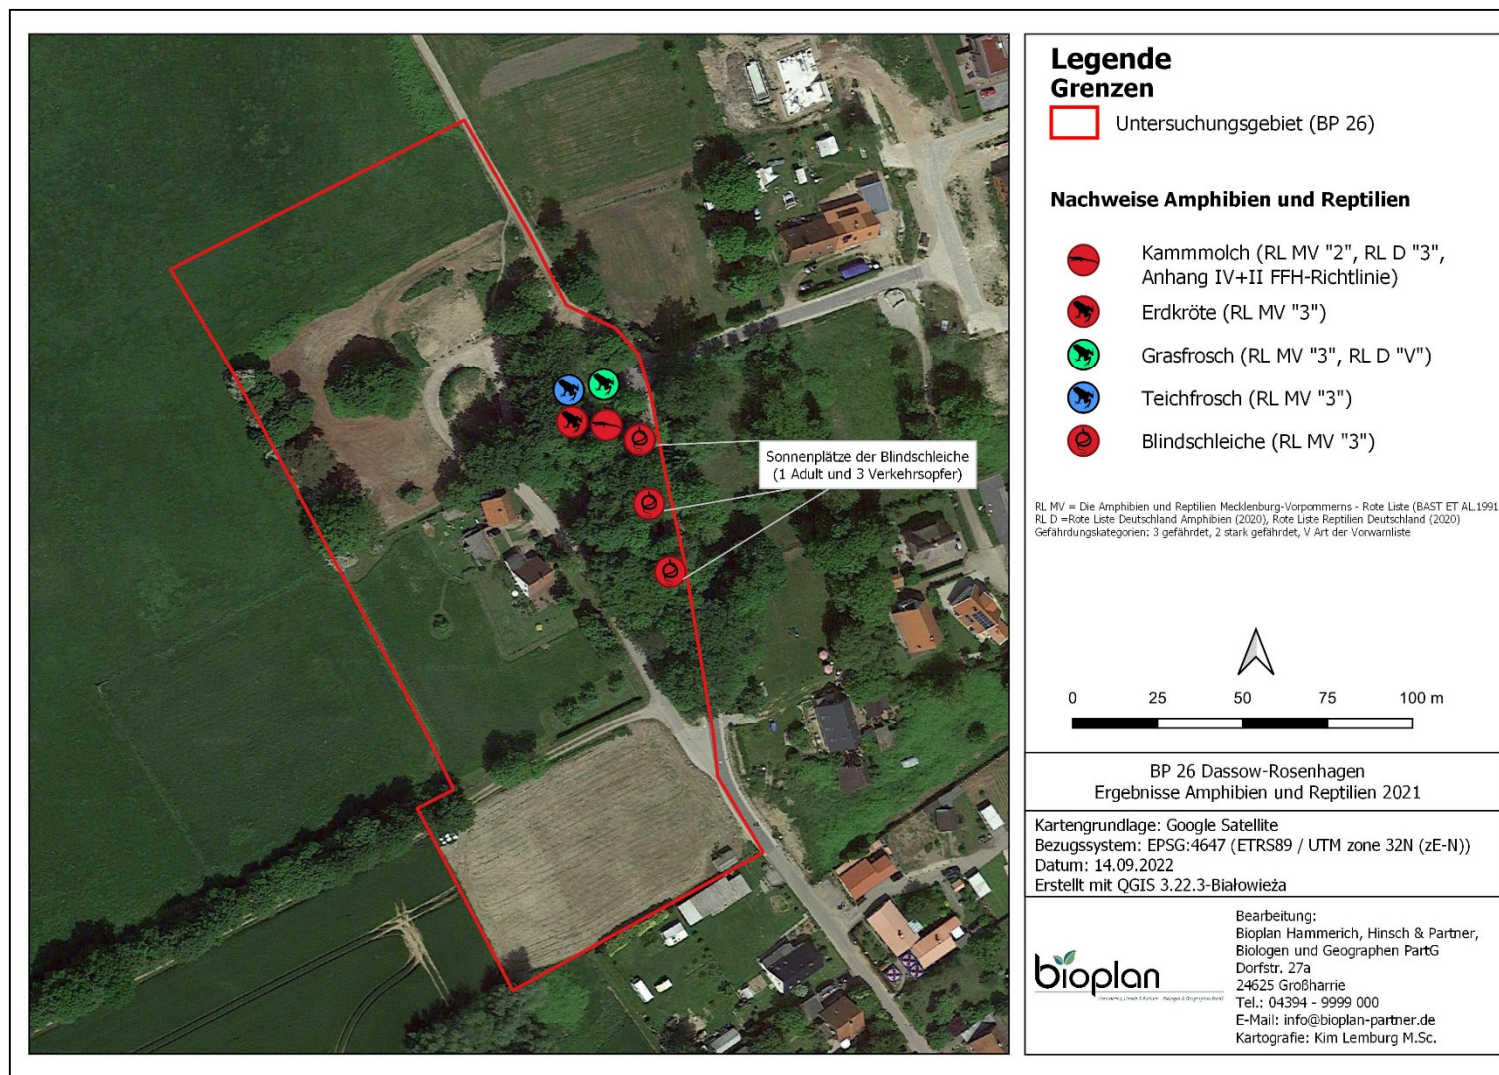 Sonnenplätze der Blindschleiche
(1 Adult und 3 Verkehrsopfer)
Legende
Grenzen
Untersuchungsgebiet (BP 26)
Nachweise Amphibien und Reptilien
Kammmolch (RL MV "2", RL D "3",
Anhang IV+II FFH-Richtlinie)
Erdkröte (RL MV "3")
Grasfrosch (RL MV "3", RL D "V")
Teichfrosch (RL MV "3")
Blindschleiche (RL MV "3")
RL MV = Die Amphibien und Reptilien Mecklenburg-Vorpommerns - Rote Liste (BAST ET AL.1991
RL D =Rote Liste Deutschland Amphibien (2020), Rote Liste Reptilien Deutschland (2020)
Gefährdungskategorien: 3 gefährdet, 2 stark gefährdet, V Art der Vorwarnliste
0 25 50 75 100 m
BP 26 Dassow-Rosenhagen
Ergebnisse Amphibien und Reptilien 2021
Kartengrundlage: Google Satellite
Bezugssystem: EPSG:4647 (ETRS89 / UTM zone 32N (zE-N))
Datum: 14.09.2022
Erstellt mit QGIS 3.22.3-Białowieża
bioplan
Bearbeitung:
Bioplan Hammerich, Hinsch & Partner,
Biologen und Geographen PartG
Dorfstr. 27a
24625 Großharrie
Tel.: 04394 - 9999 000
E-Mail: info@bioplan-partner.de
Kartografie: Kim Lemburg M.Sc.